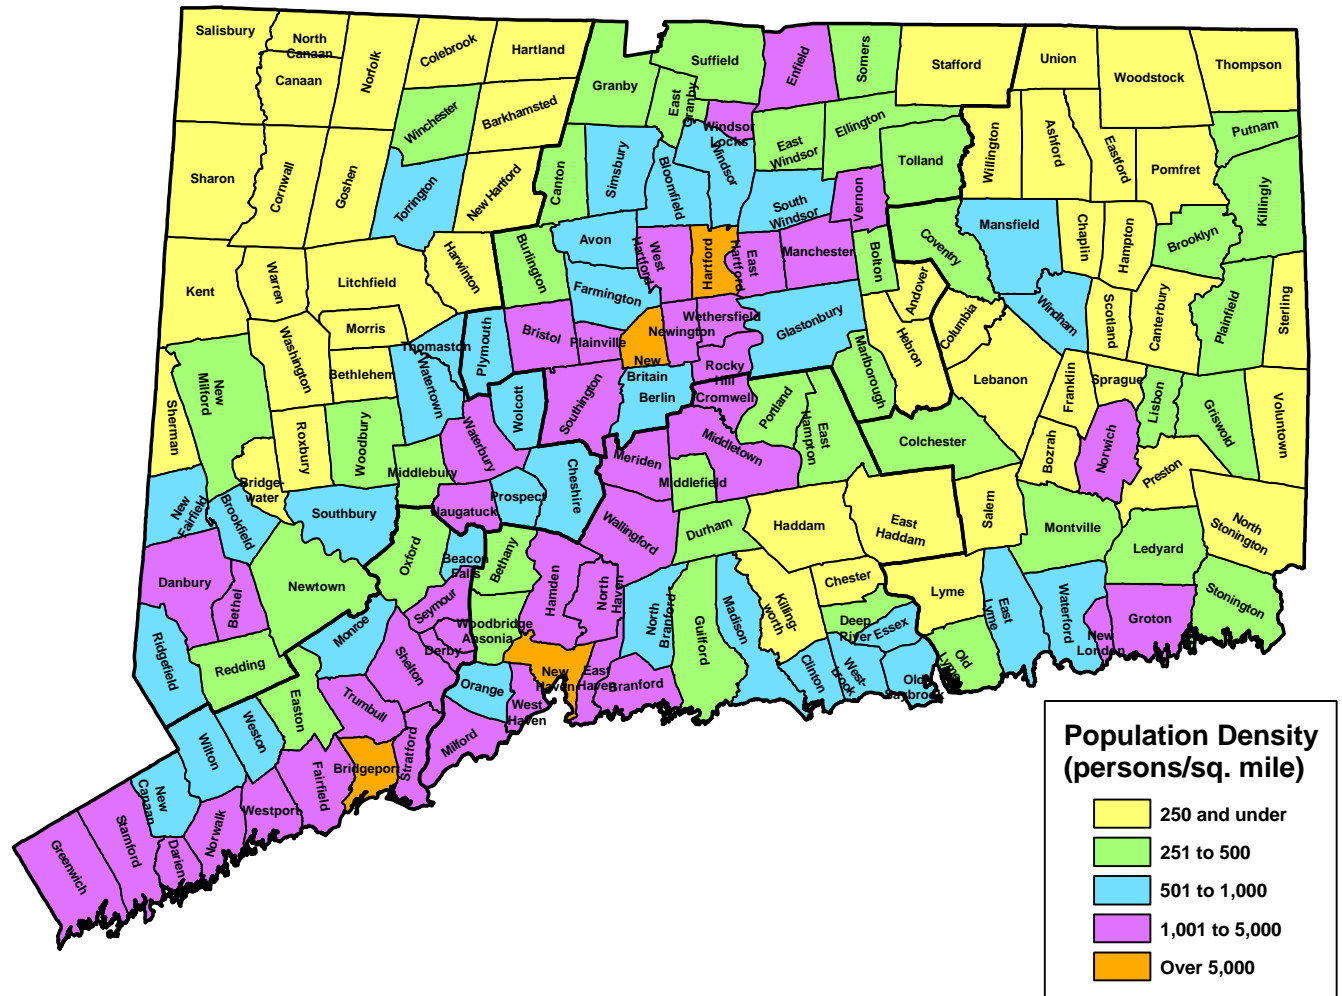 Salisbury
North
Canaan
Canaan
Norfolk
Colebrook
Hartland
Granby
Suffield
East
Granby
Enfield
Somers
Stafford
Union
Woodstock
Thompson
Winchester
Barkhamsted
Windsor
Locks
Windsor
East
Windsor
Ellington
Tolland
Willington
Ashford
Eastford
Pomfret
Putnam
Killingly
Sharon
Cornwall
Goshen
Torrington
New Hartford
Canton
Simsbury
Bloomfield
South
Windsor
Vernon
Mansfield
Chaplin
Hampton
Brooklyn
Kent
Warren
Litchfield
Harwinton
Burlington
Avon
West
Hartford
Hartford
East
Hartford
Manchester
Bolton
Coventry
Andover
Columbia
Windham
Scotland
Canterbury
Plainfield
Sterling
Farmington
Morris
Washington
Bethlehem
Thomaston
Watertown
Plymouth
Bristol
Plainville
New
Britain
Newington
Wethersfield
Glastonbury
Rocky
Hill
Marlborough
Hebron
Lebanon
Franklin
Sprague
Lisbon
Griswold
Voluntown
Sherman
New
Milford
Roxbury
Woodbury
Wolcott
Southington
Berlin
Cromwell
Portland
East
Hampton
Colchester
Bozrah
Norwich
Preston
North
Stonington
Bridge-
water
Middlebury
Waterbury
Cheshire
Meriden
Middletown
Middlefield
New
Fairfield
Brookfield
Southbury
Naugatuck
Prospect
Wallingford
Durham
Haddam
East
Haddam
Salem
Montville
Ledyard
Stonington
Danbury
Bethel
Newtown
Oxford
Beacon
Falls
Bethany
Hamden
North
Haven
North
Branford
Guilford
Madison
Killing-
worth
Chester
Deep
River
Essex
Lyme
East
Lyme
Waterford
New
London
Groton
Ridgefield
Redding
Monroe
Seymour
Woodbridge
Ansonia
Derby
Shelton
Orange
New
Haven
East
Haven
Branford
Clinton
West-
brook
Old
Saybrook
Old
Lyme
Easton
Trumbull
West
Haven
Milford
Stratford
Wilton
Weston
Fairfield
Bridgeport
New
Canaan
Westport
Norwalk
Darien
Stamford
Greenwich
Population Density
(persons/sq. mile)
250 and under
251 to 500
501 to 1,000
1,001 to 5,000
Over 5,000